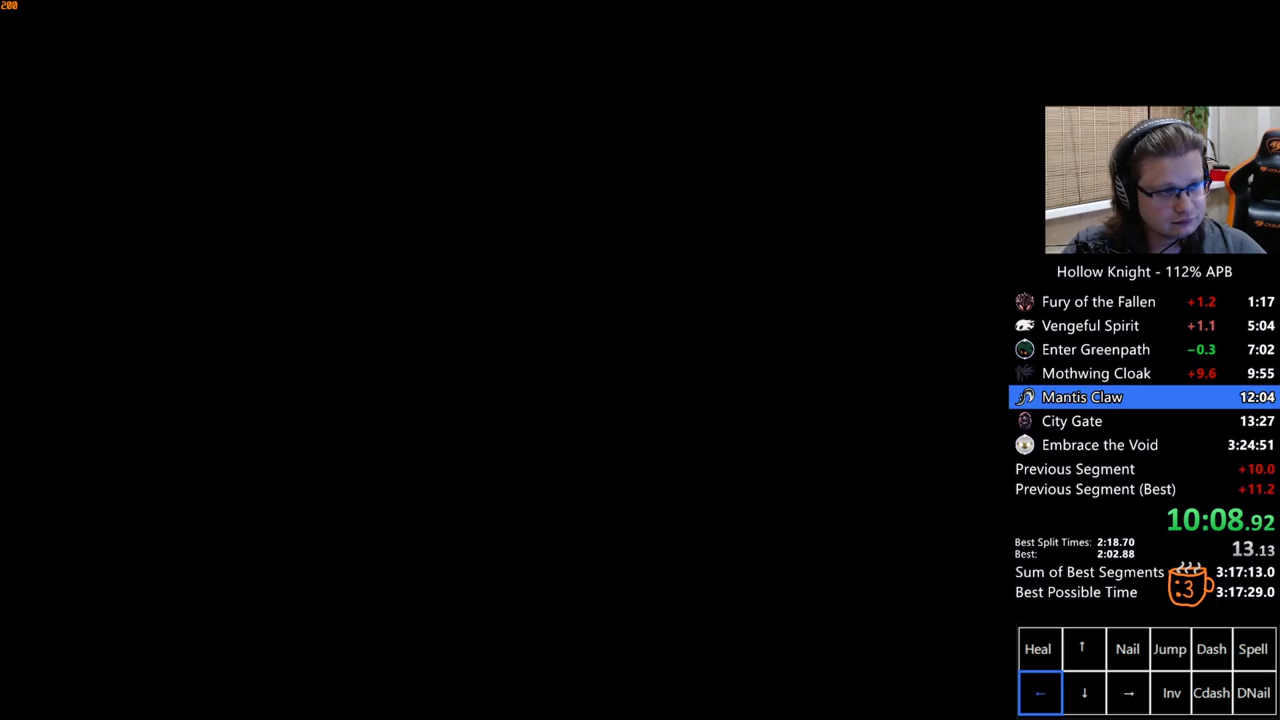 200
Hollow Knight - 112% APB
Fury of the Fallen +1.2 1:17
Vengeful Spirit +1.1 5:04
Enter Greenpath −0.3 7:02
Mothwing Cloak +9.6 9:55
Mantis Claw 12:04
City Gate 13:27
Embrace the Void 3:24:51
Previous Segment +10.0
Previous Segment (Best) +11.2
10:08.92
Best Split Times: 2:18.70 13.13
Best: 2:02.88
Sum of Best Segments 3:17:13.0
Best Possible Time :3 3:17:29.0
Heal ↑ Nail Jump Dash Spell
← ↓ → Inv Cdash DNail